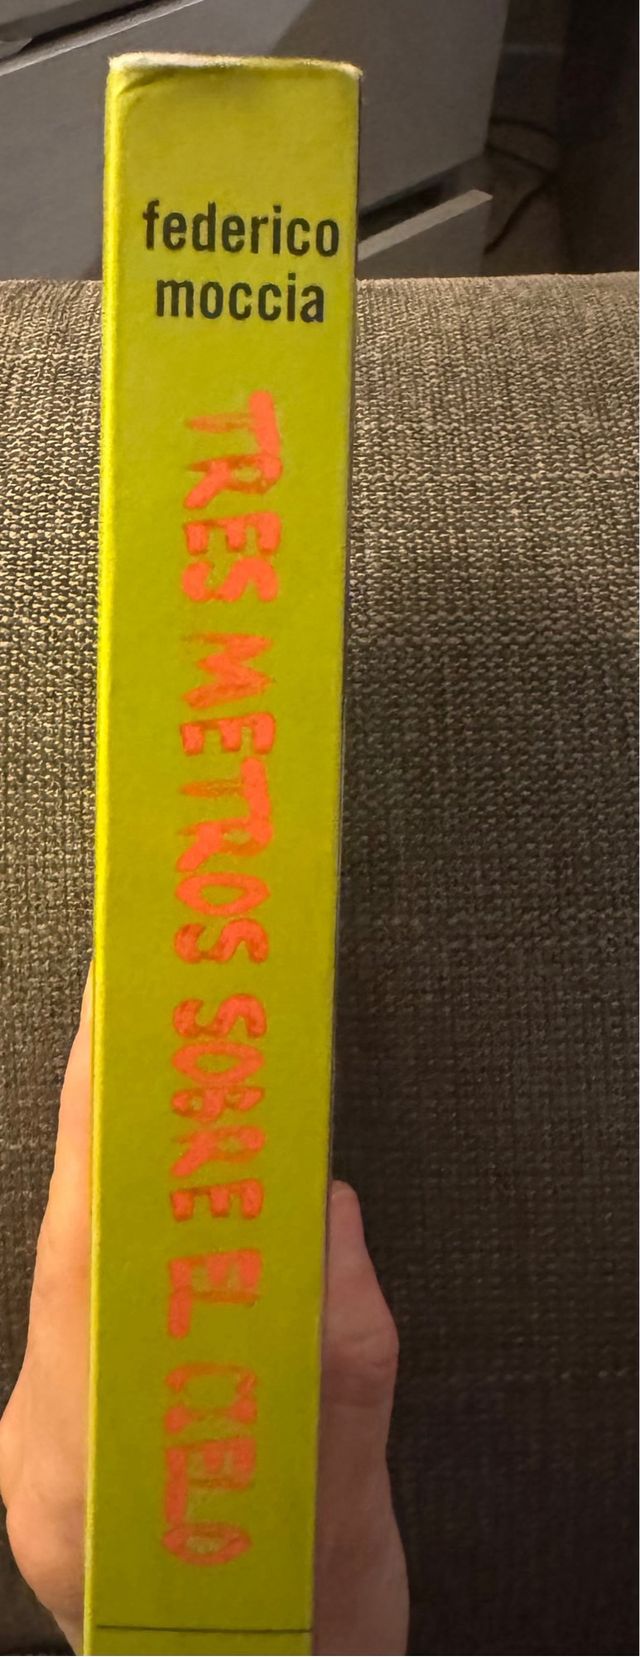 federico
moccia
TRES METROS SOBRE EL CIELO